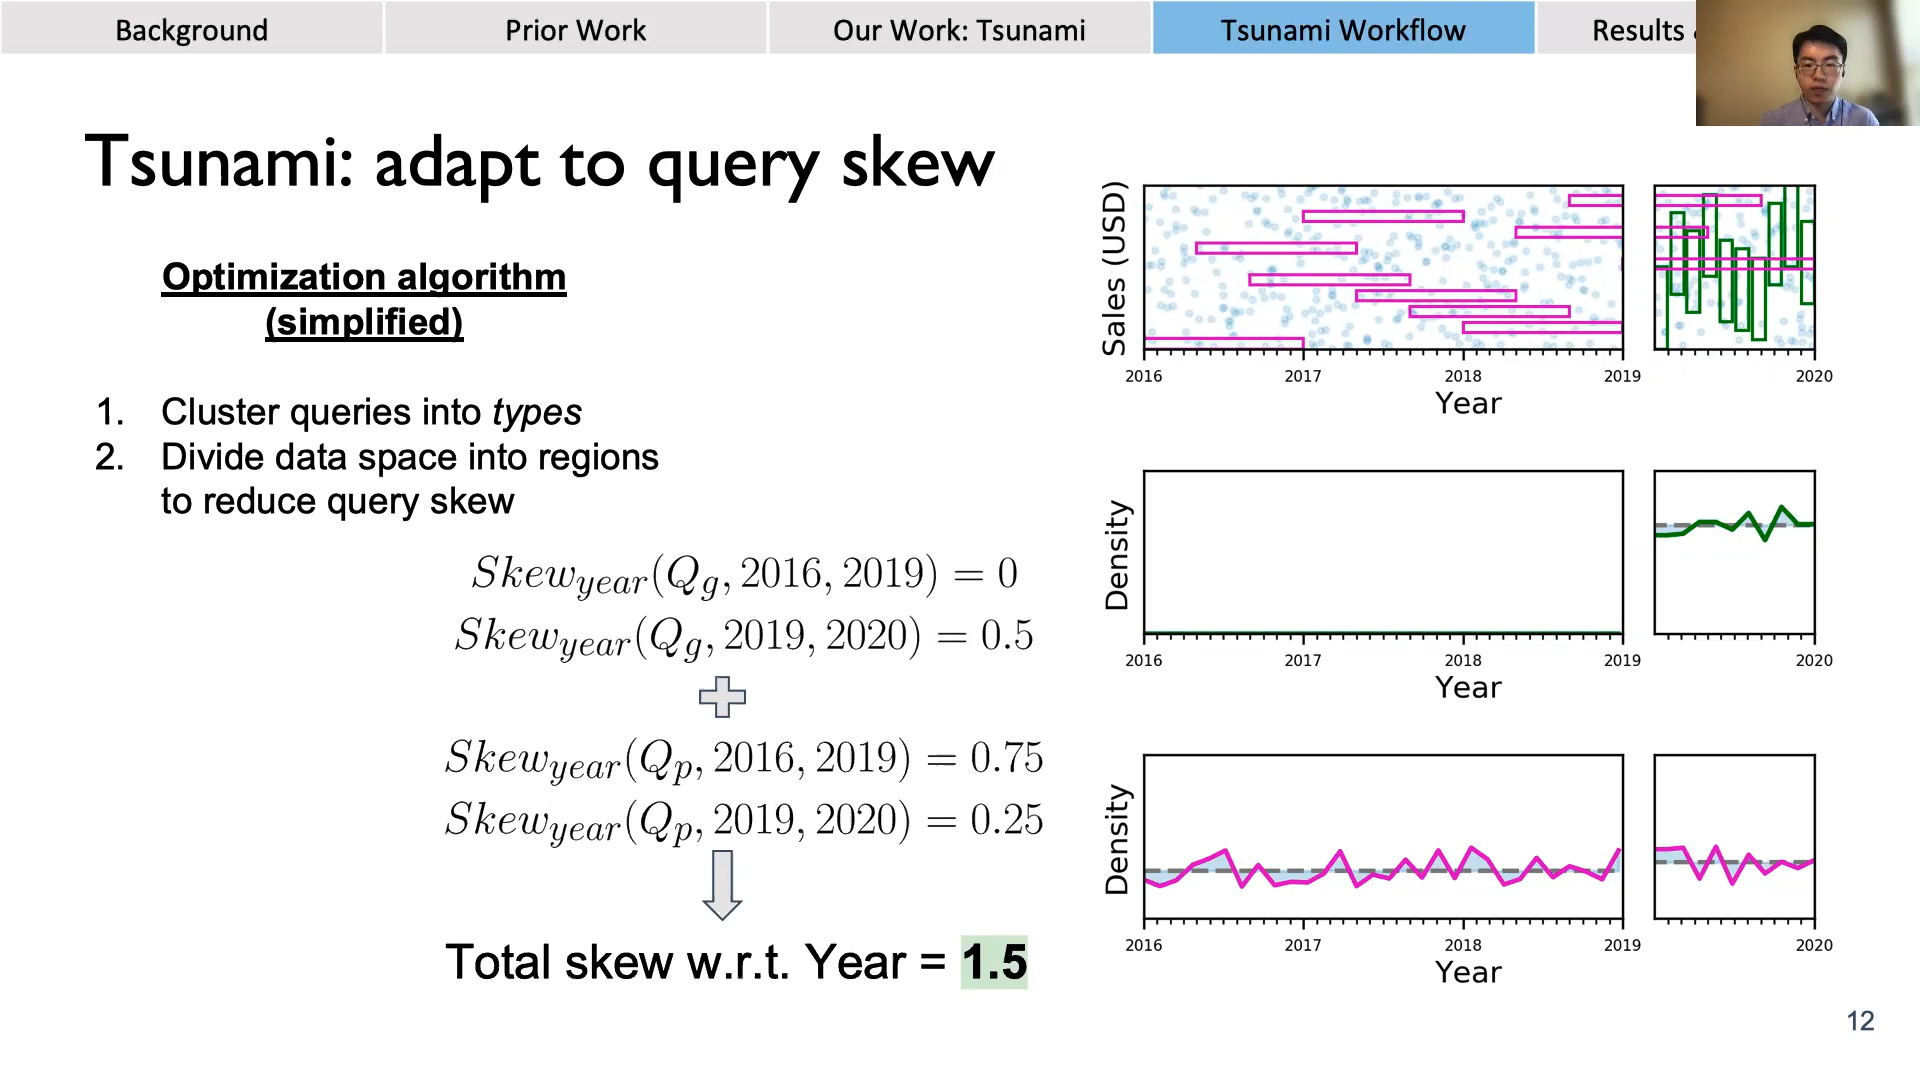 Background
Prior Work
Our Work: Tsunami
Tsunami Workflow
Results
Tsunami: adapt to query skew
Optimization algorithm
(simplified)
1. Cluster queries into types
2. Divide data space into regions
to reduce query skew
Skew_year(Q_g, 2016, 2019) = 0
Skew_year(Q_g, 2019, 2020) = 0.5
Skew_year(Q_p, 2016, 2019) = 0.75
Skew_year(Q_p, 2019, 2020) = 0.25
Total skew w.r.t. Year = 1.5
Sales (USD)
2016 2017 2018 2019 2020
Year
Density
2016 2017 2018 2019 2020
Year
Density
2016 2017 2018 2019 2020
Year
12